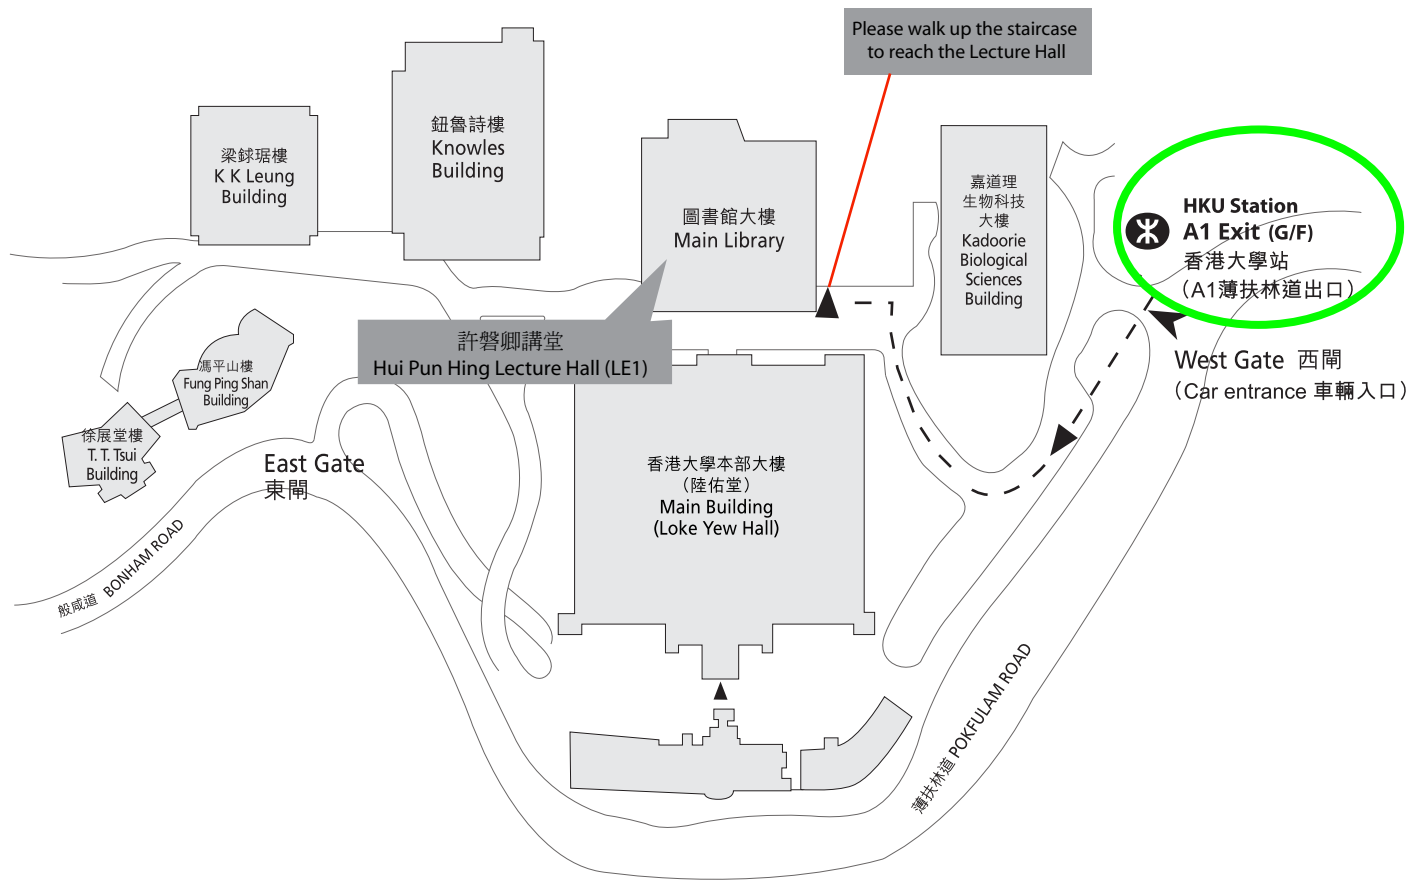 Please walk up the staircase
to reach the Lecture Hall
鈕魯詩樓
Knowles
Building
梁銶琚樓
K K Leung
Building
圖書館大樓
Main Library
嘉道理
生物科技
大樓
Kadoorie
Biological
Sciences
Building
HKU Station
A1 Exit (G/F)
香港大學站
（A1薄扶林道出口）
許磐卿講堂
Hui Pun Hing Lecture Hall (LE1)
West Gate 西閘
（Car entrance 車輛入口）
馮平山樓
Fung Ping Shan
Building
徐展堂樓
T. T. Tsui
Building
East Gate
東閘
香港大學本部大樓
（陸佑堂）
Main Building
(Loke Yew Hall)
般咸道 BONHAM ROAD
薄扶林道 POKFULAM ROAD